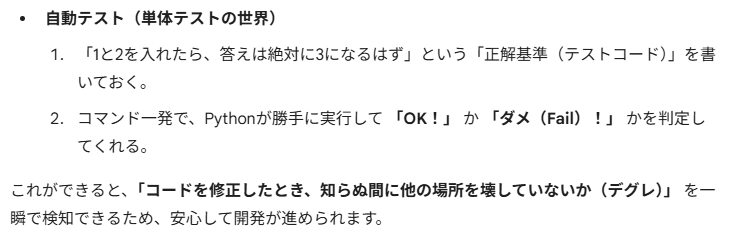 • 自動テスト（単体テストの世界）
1. 「1と2を入れたら、答えは絶対に3になるはず」という「正解基準（テストコード）」を書
いておく。
2. コマンド一発で、Pythonが勝手に実行して 「OK！」 か 「ダメ（Fail）！」 かを判定し
てくれる。
これができると、「コードを修正したとき、知らぬ間に他の場所を壊していないか（デグレ）」 を一
瞬で検知できるため、安心して開発が進められます。